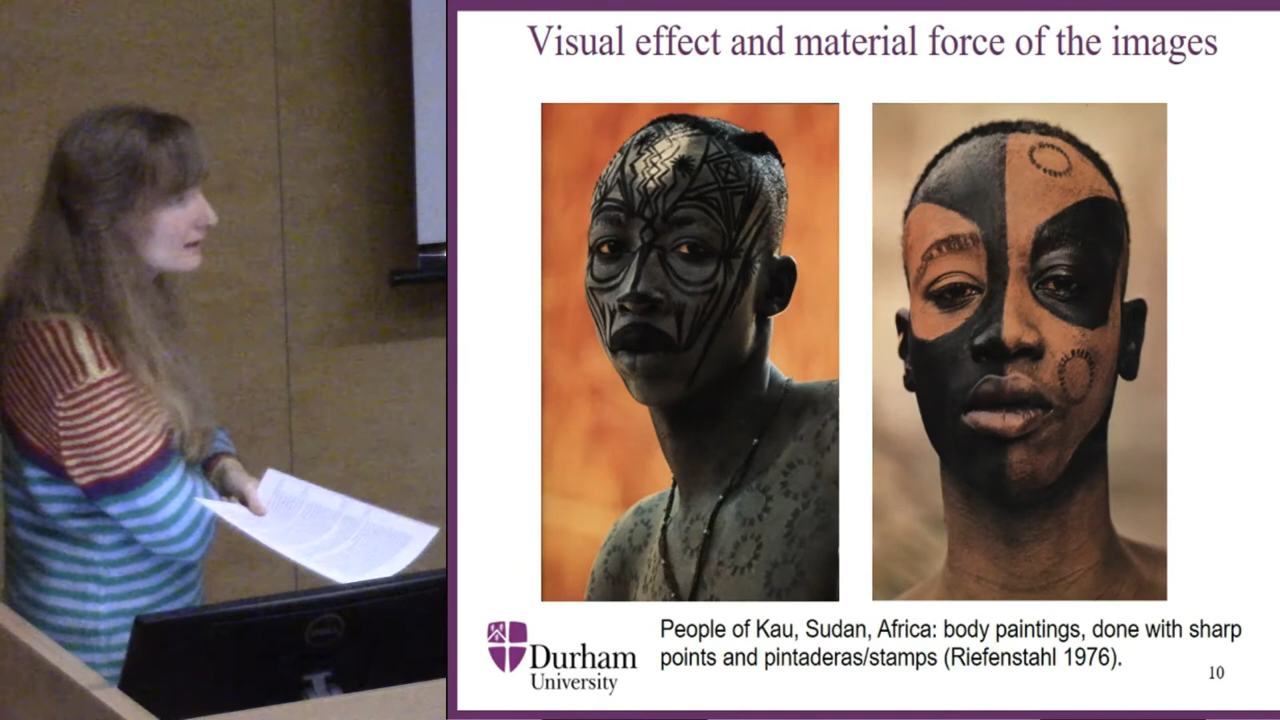 Visual effect and material force of the images
People of Kau, Sudan, Africa: body paintings, done with sharp
points and pintaderas/stamps (Riefenstahl 1976).
Durham
University
10
DELL